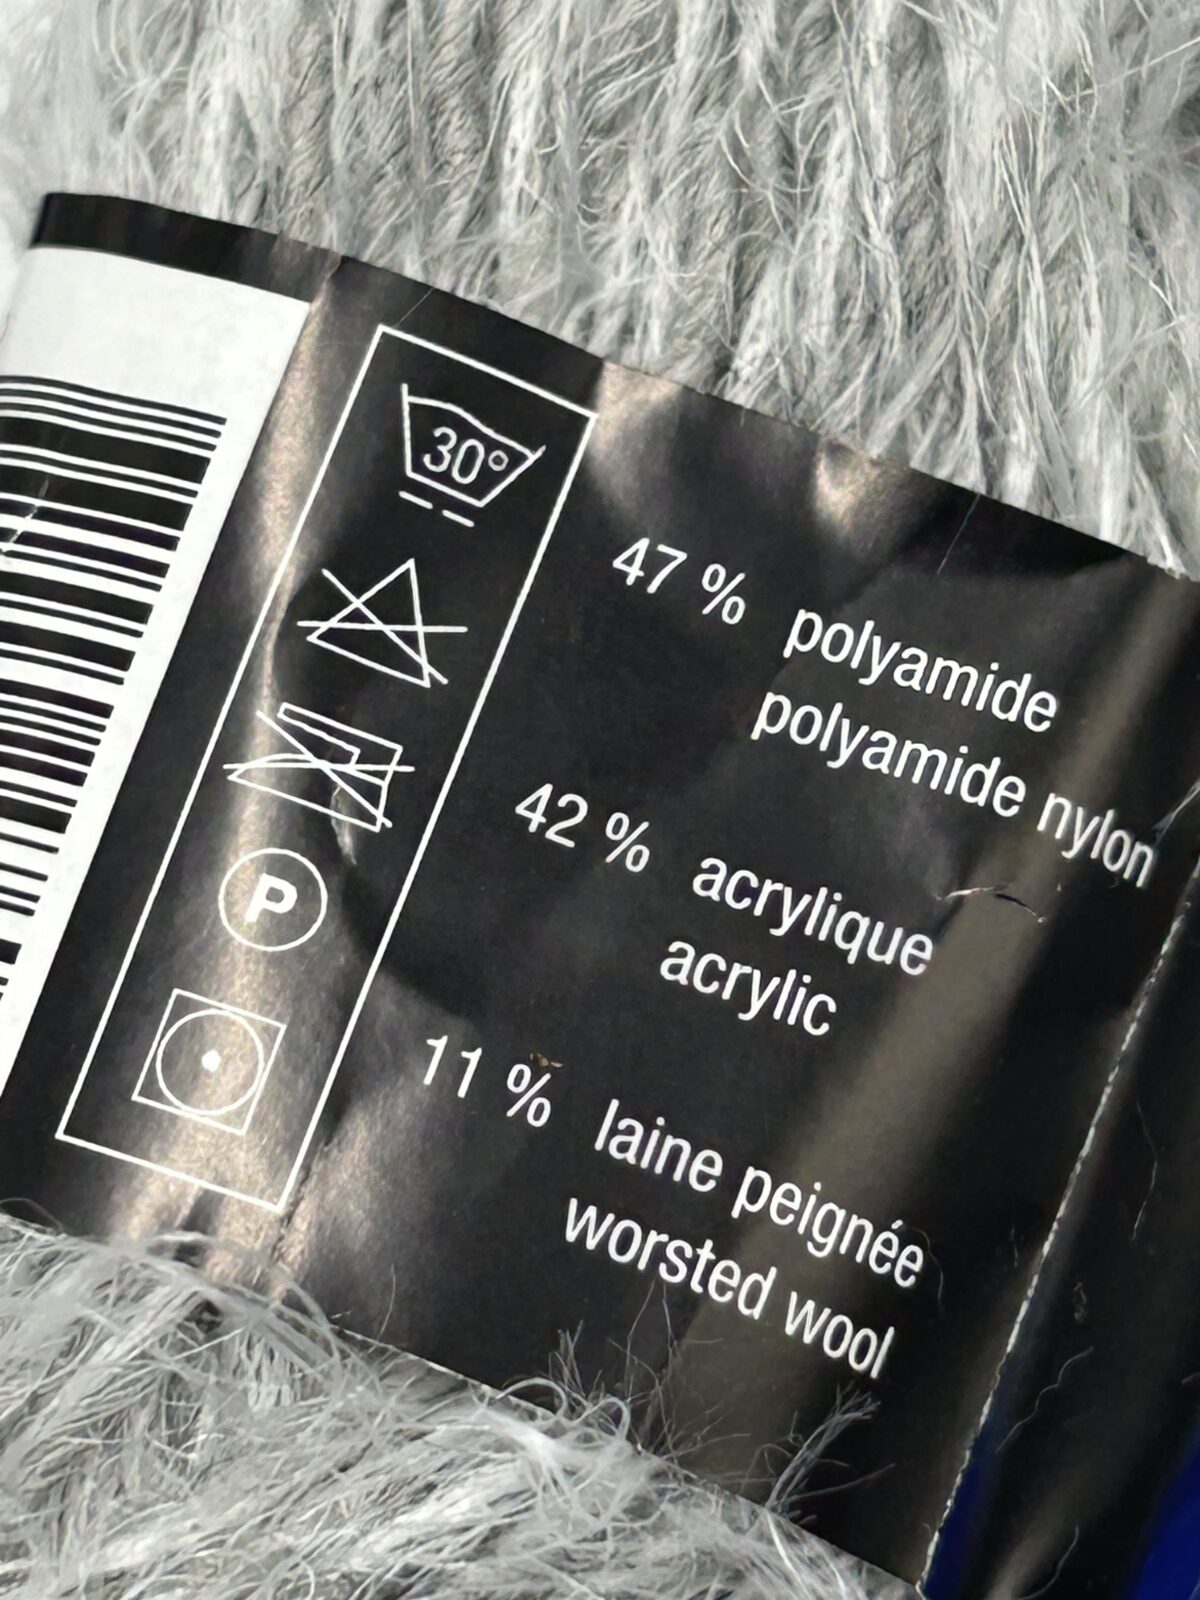 30°
P
47 % polyamide
polyamide nylon
42 % acrylique
acrylic
11 % laine peignée
worsted wool